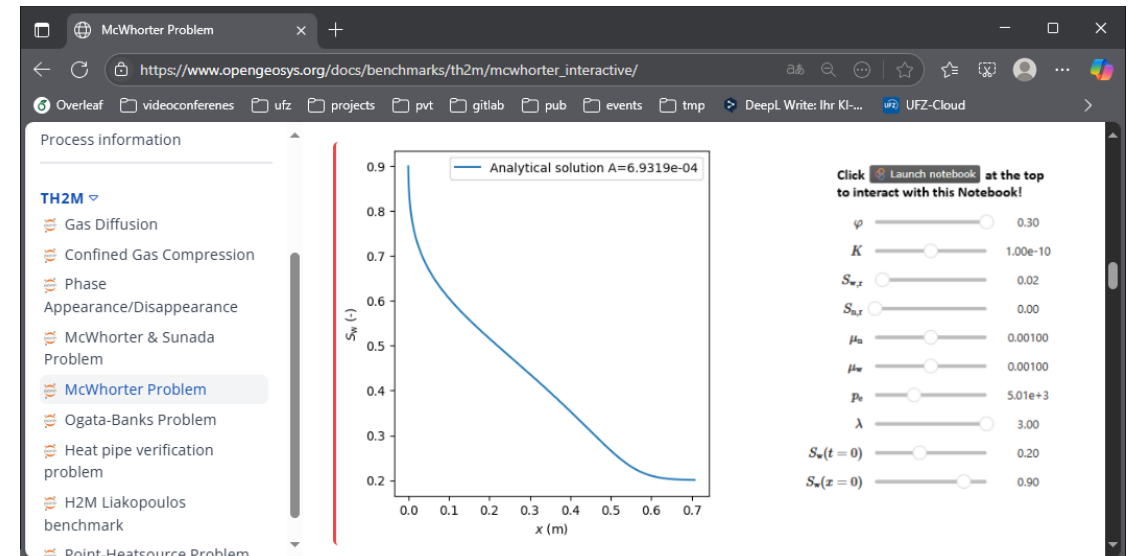 McWhorter Problem
https://www.opengeosys.org/docs/benchmarks/th2m/mcwhorter_interactive/
Overleaf videoconferenes ufz projects pvt gitlab pub events tmp DeepL Write: Ihr KI-... UFZ-Cloud
Process information
TH2M
Gas Diffusion
Confined Gas Compression
Phase
Appearance/Disappearance
McWhorter & Sunada
Problem
McWhorter Problem
Ogata-Banks Problem
Heat pipe verification
problem
H2M Liakopoulos
benchmark
Point-Heatsource Problem
Analytical solution A=6.9319e-04
0.9
0.8
0.7
0.6
0.5
0.4
0.3
0.2
S_w (-)
0.0 0.1 0.2 0.3 0.4 0.5 0.6 0.7
x (m)
Click Launch notebook at the top
to interact with this Notebook!
φ 0.30
K 1.00e-10
S_w,r 0.02
S_n,r 0.00
μ_n 0.00100
μ_w 0.00100
p_e 5.01e+3
λ 3.00
S_w(t = 0) 0.20
S_w(x = 0) 0.90